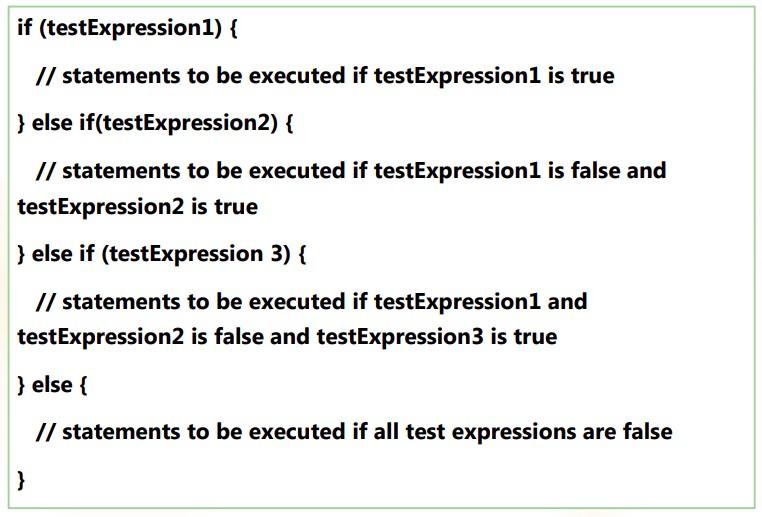 if (testExpression1) {
// statements to be executed if testExpression1 is true
} else if(testExpression2) {
// statements to be executed if testExpression1 is false and
testExpression2 is true
} else if (testExpression 3) {
// statements to be executed if testExpression1 and
testExpression2 is false and testExpression3 is true
} else {
// statements to be executed if all test expressions are false
}